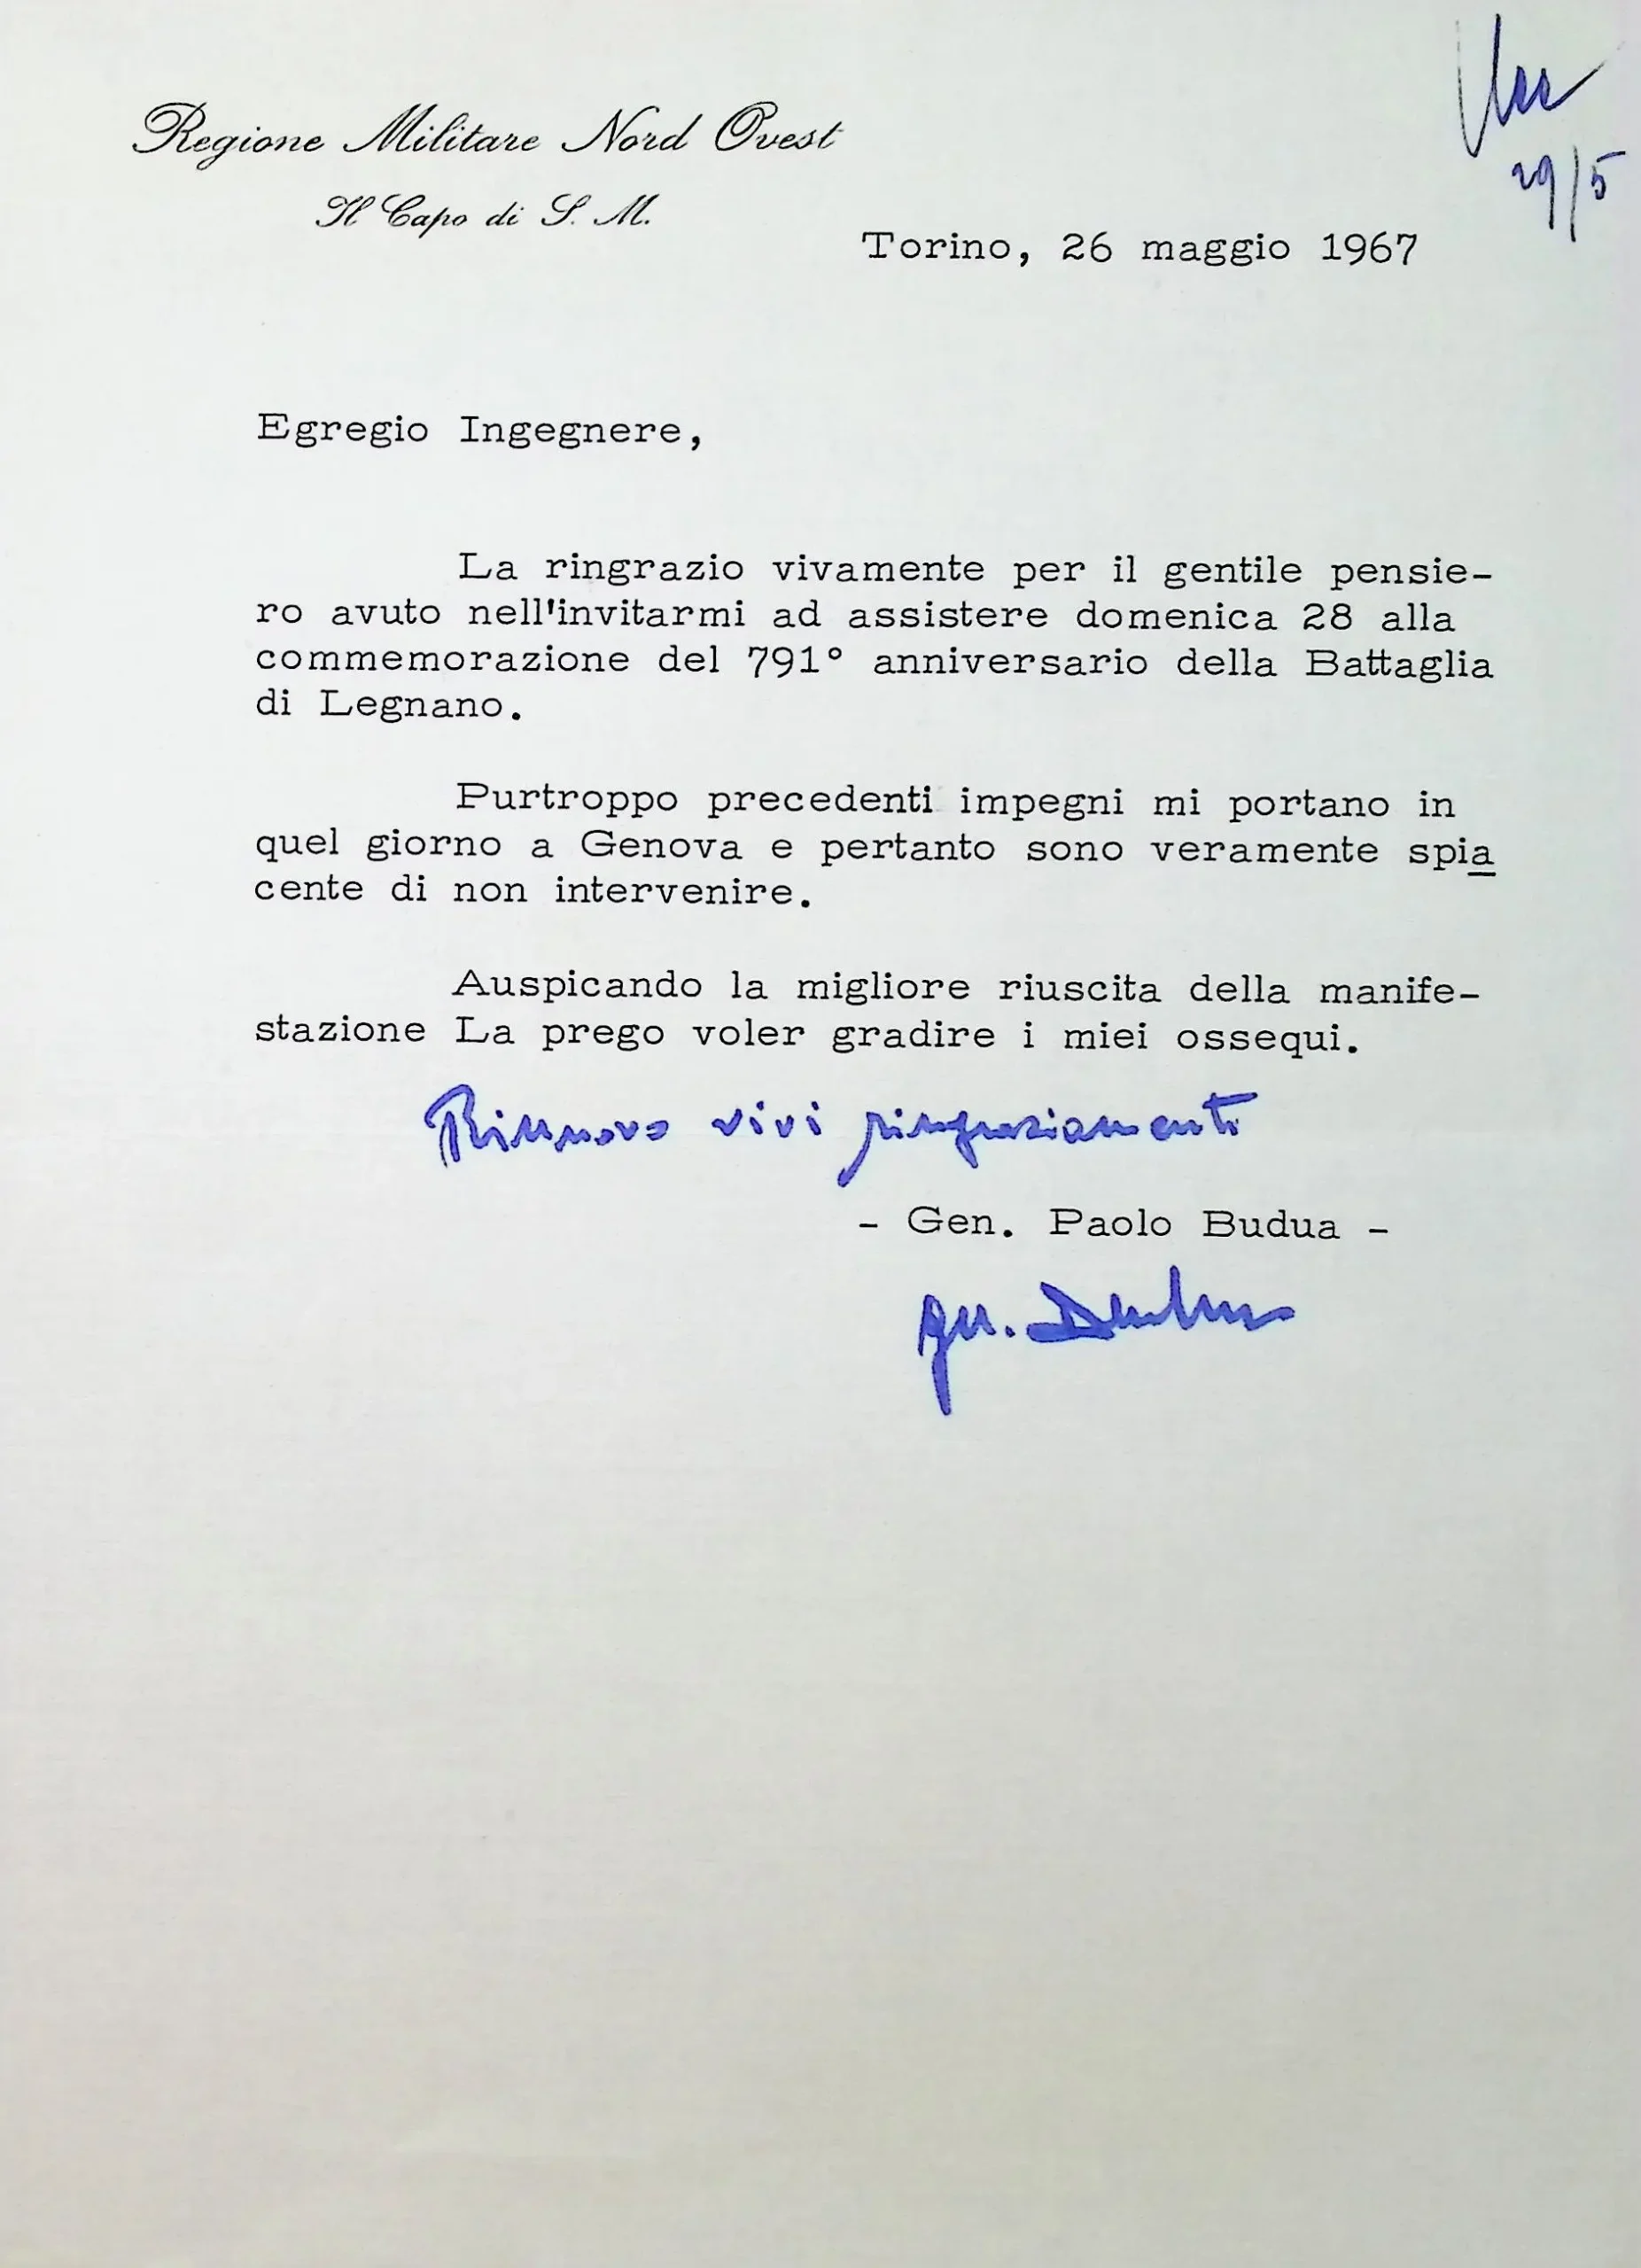 Regione Militare Nord Ovest
Il Capo di S. M.
29/5
Torino, 26 maggio 1967
Egregio Ingegnere,
La ringrazio vivamente per il gentile pensie-
ro avuto nell'invitarmi ad assistere domenica 28 alla
commemorazione del 791° anniversario della Battaglia
di Legnano.
Purtroppo precedenti impegni mi portano in
quel giorno a Genova e pertanto sono veramente spia
cente di non intervenire.
Auspicando la migliore riuscita della manife-
stazione La prego voler gradire i miei ossequi.
Rinnovo vivi ringraziamenti
- Gen. Paolo Budua -